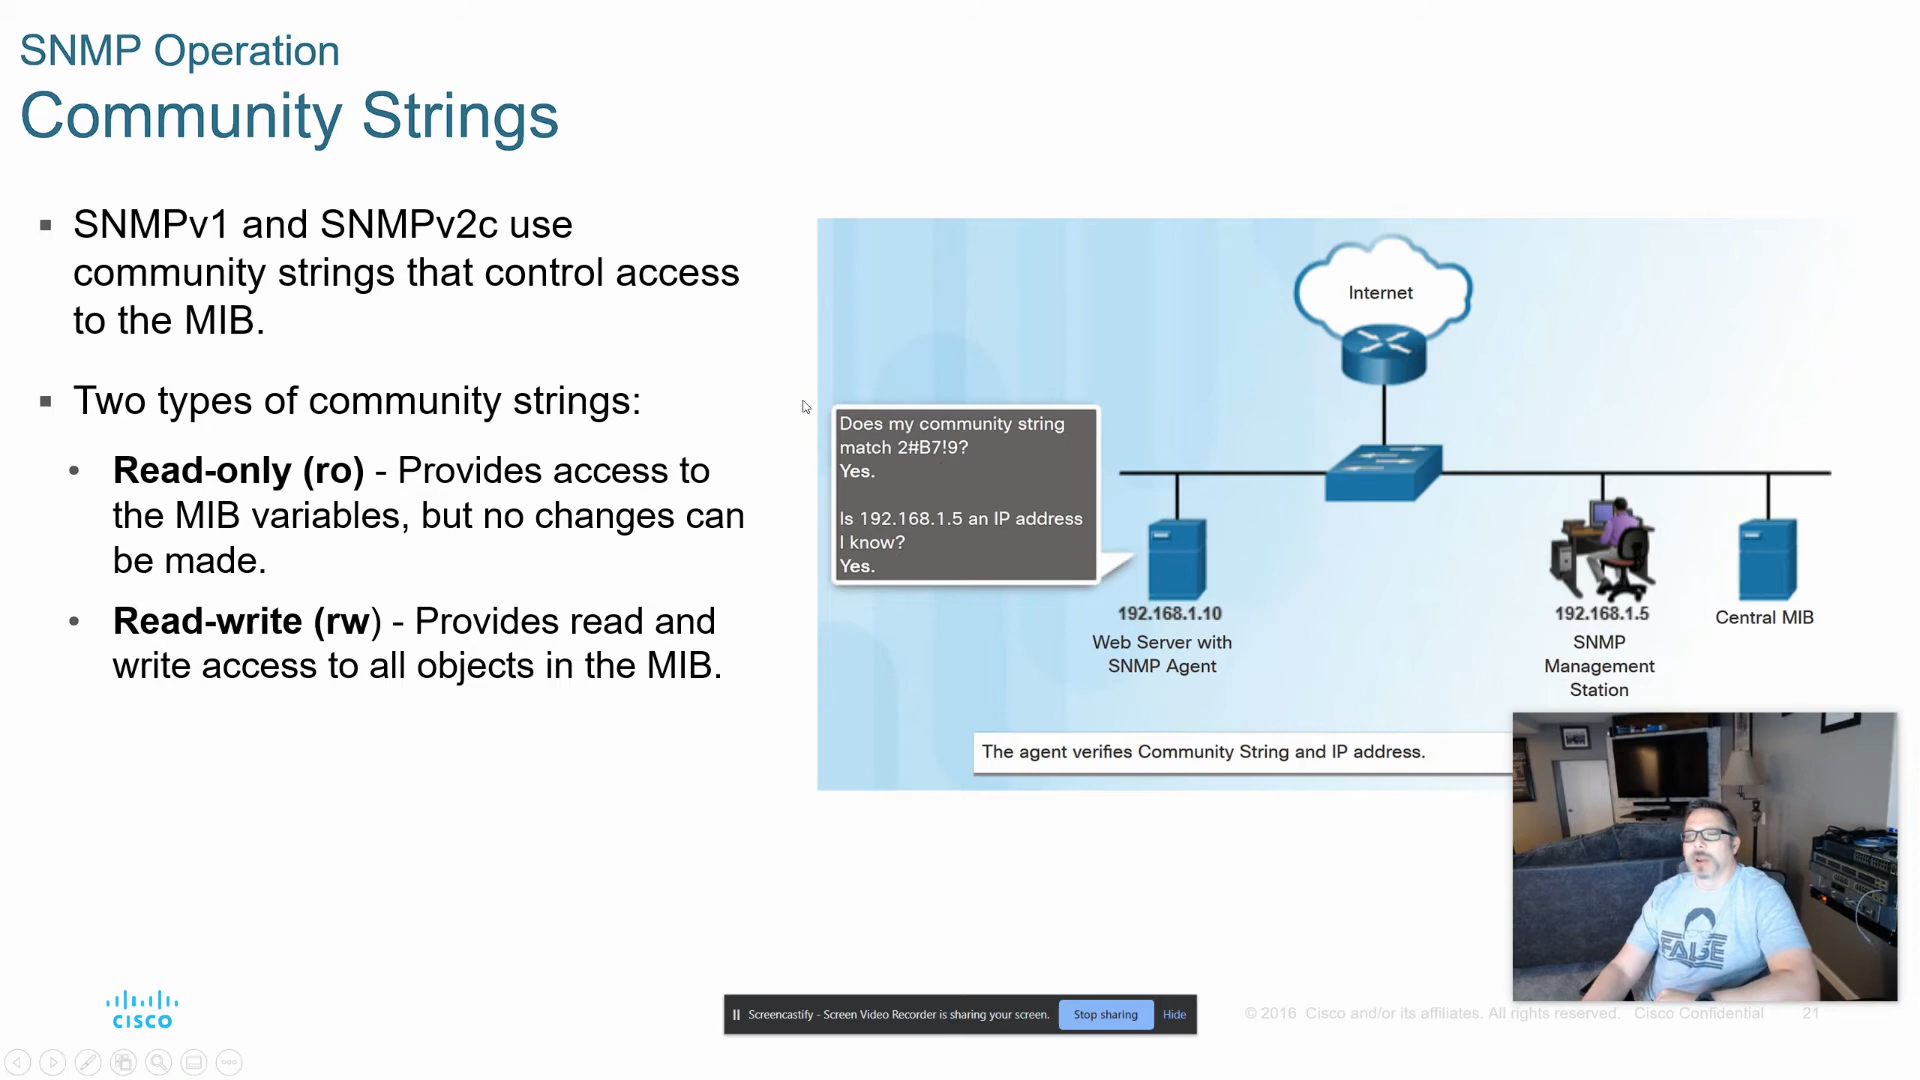 SNMP Operation
Community Strings
▪ SNMPv1 and SNMPv2c use
community strings that control access
to the MIB.
▪ Two types of community strings:
• Read-only (ro) - Provides access to
the MIB variables, but no changes can
be made.
• Read-write (rw) - Provides read and
write access to all objects in the MIB.
Internet
Does my community string
match 2#B7!9?
Yes.
Is 192.168.1.5 an IP address
I know?
Yes.
192.168.1.10
Web Server with
SNMP Agent
192.168.1.5
SNMP
Management
Station
Central MIB
The agent verifies Community String and IP address.
FALSE
CISCO
Screencastify - Screen Video Recorder is sharing your screen.
Stop sharing
Hide
© 2016 Cisco and/or its affiliates. All rights reserved. Cisco Confidential
21